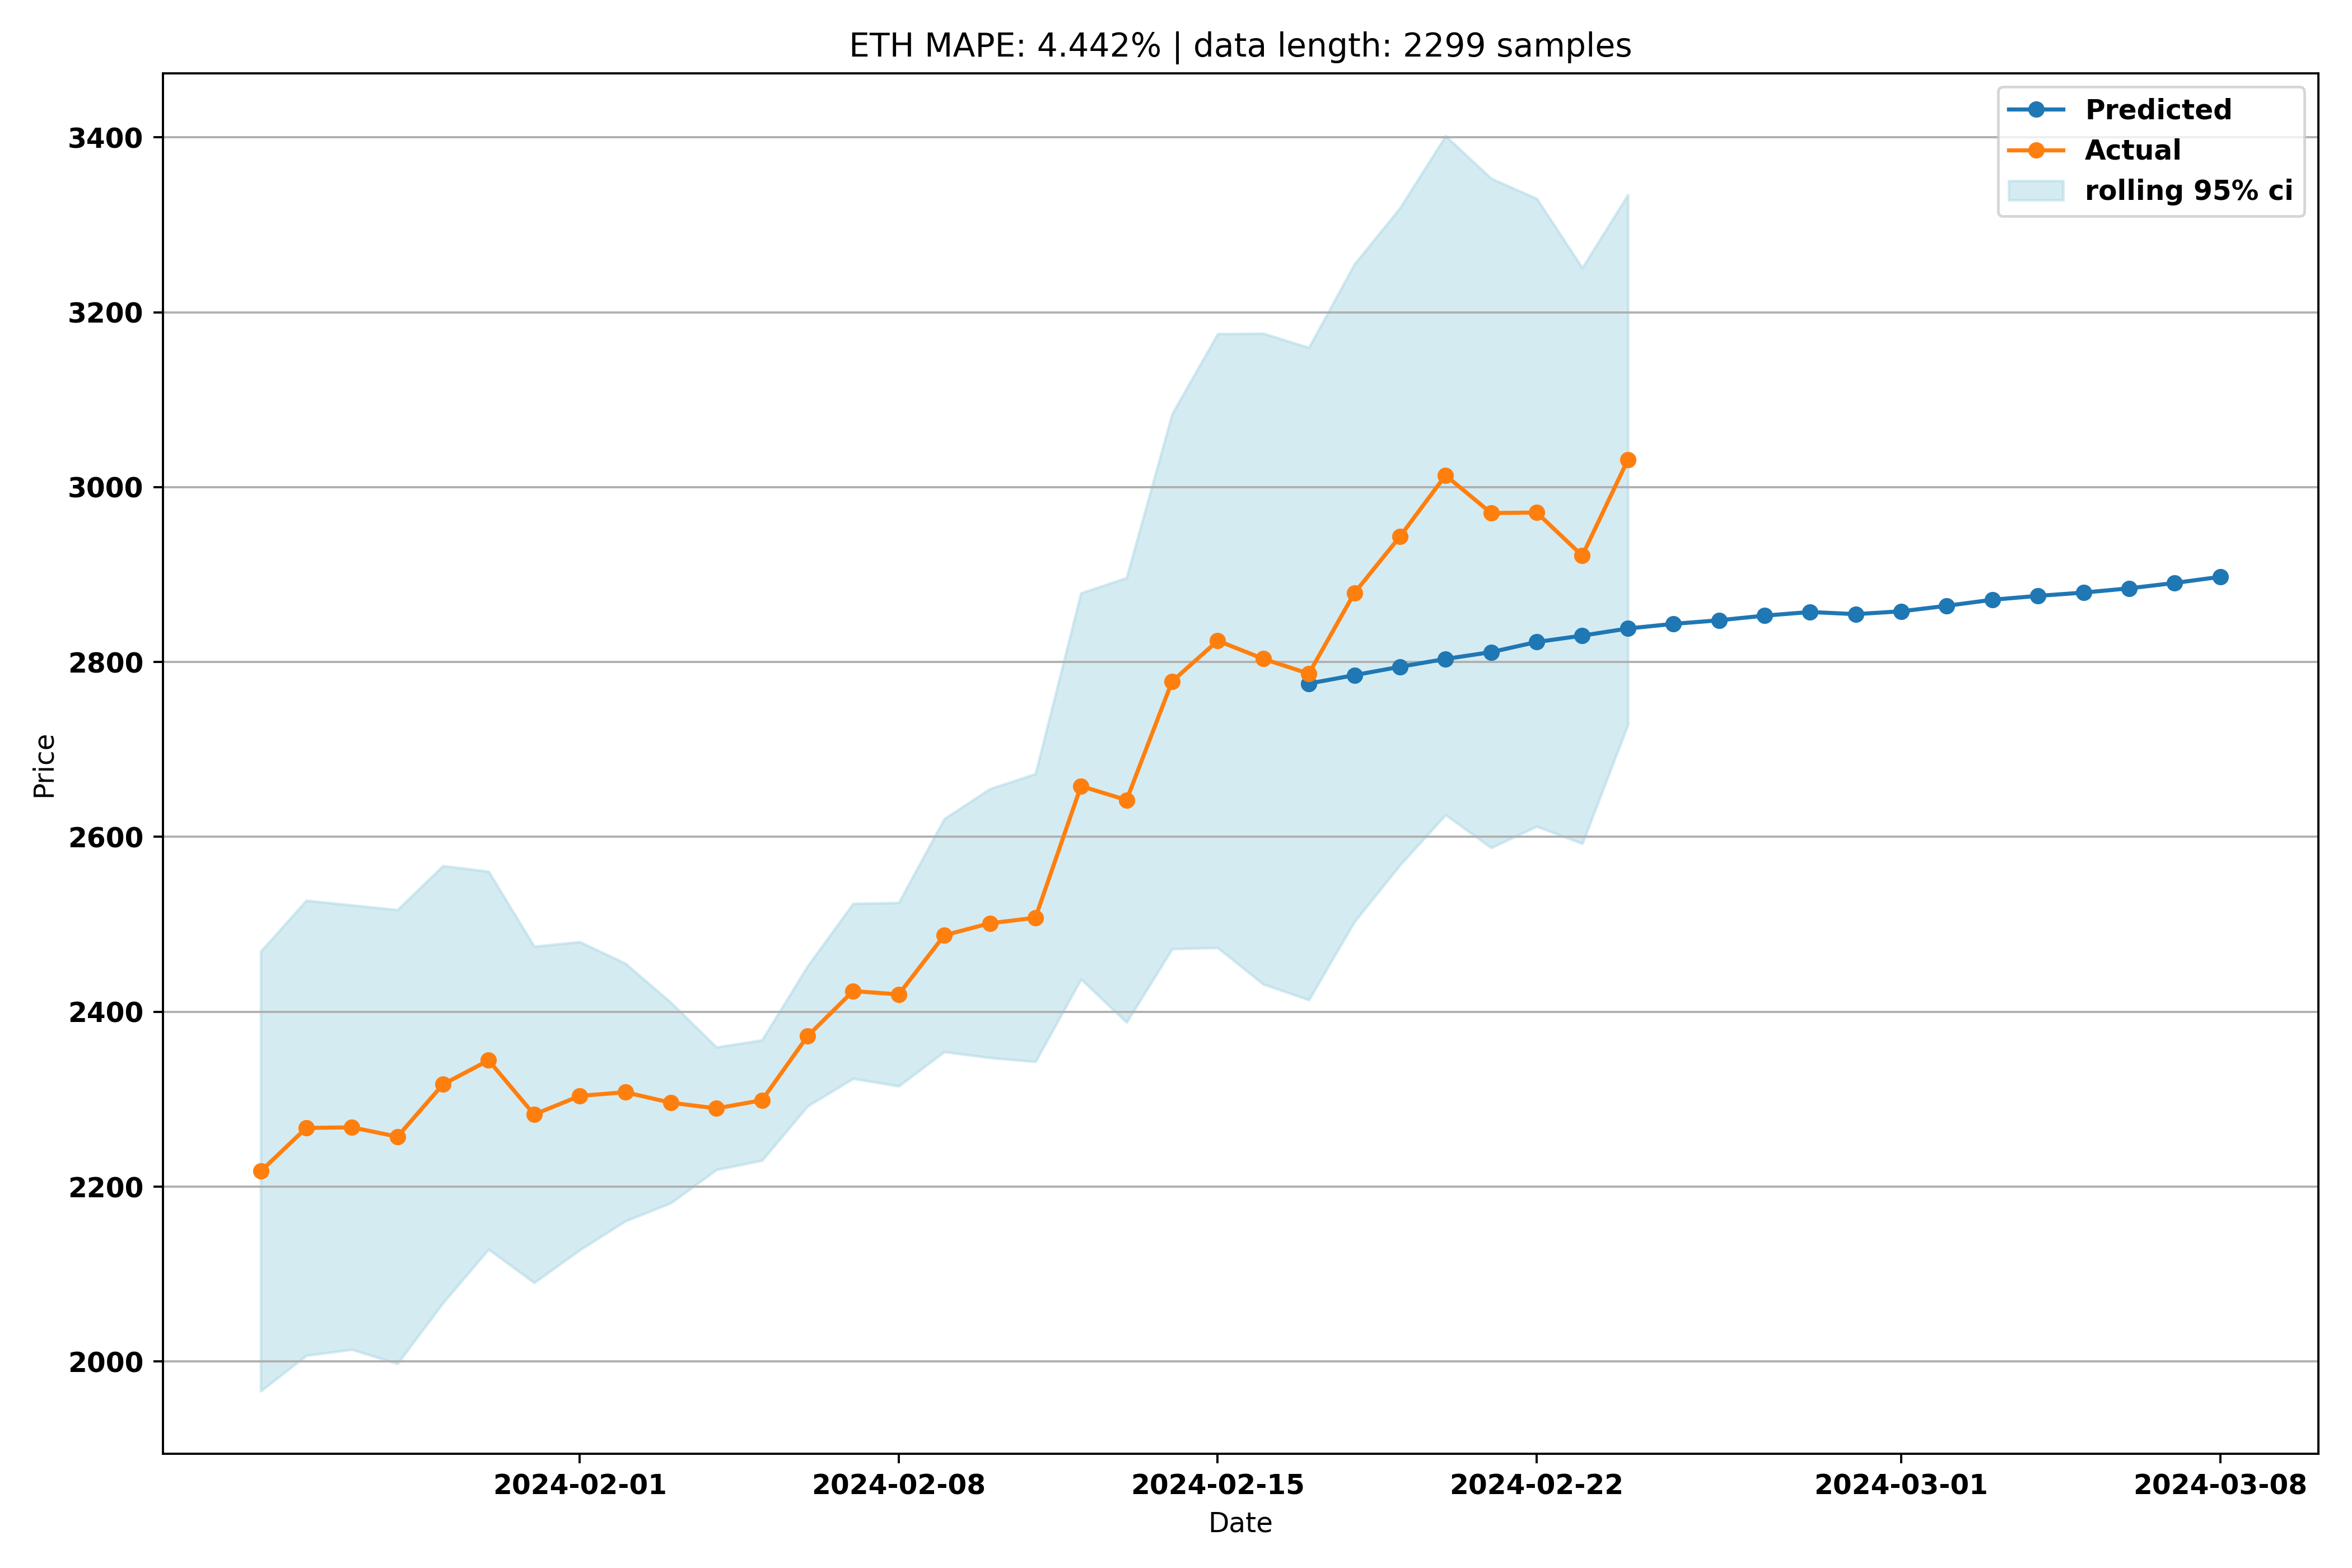 ETH MAPE: 4.442% | data length: 2299 samples
Predicted
Actual
rolling 95% ci
3400
3200
3000
2800
2600
2400
2200
2000
Price
2024-02-01
2024-02-08
2024-02-15
2024-02-22
2024-03-01
2024-03-08
Date